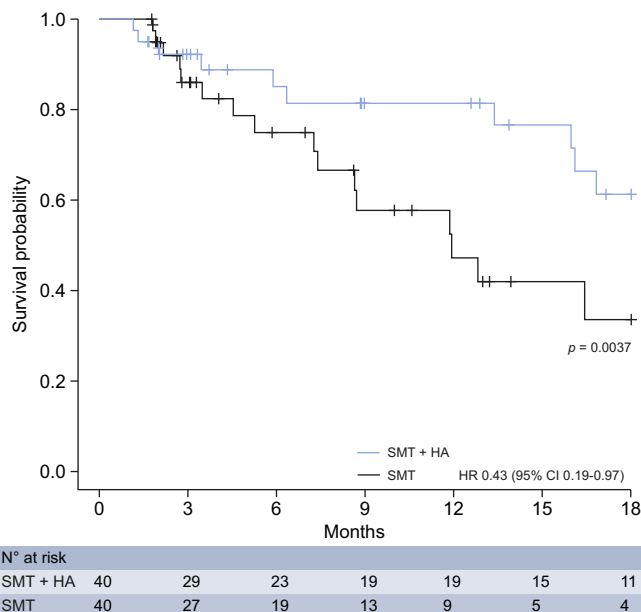 1.0
0.8
0.6
0.4
0.2
0.0
Survival probability
p = 0.0037
SMT + HA
SMT HR 0.43 (95% CI 0.19-0.97)
0 3 6 9 12 15 18
Months
N° at risk
SMT + HA 40 29 23 19 19 15 11
SMT 40 27 19 13 9 5 4